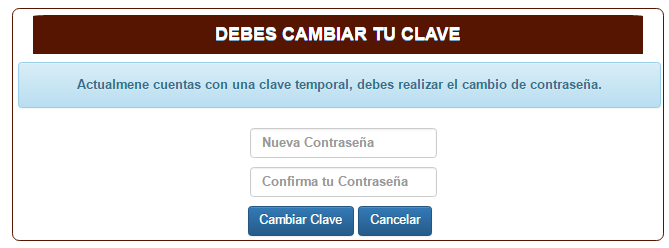 DEBES CAMBIAR TU CLAVE
Actualmene cuentas con una clave temporal, debes realizar el cambio de contraseña.
Nueva Contraseña
Confirma tu Contraseña
Cambiar Clave Cancelar